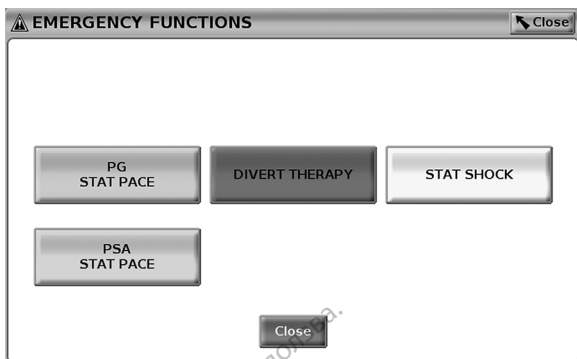 EMERGENCY FUNCTIONS
Close
PG
STAT PACE
DIVERT THERAPY
STAT SHOCK
PSA
STAT PACE
Close